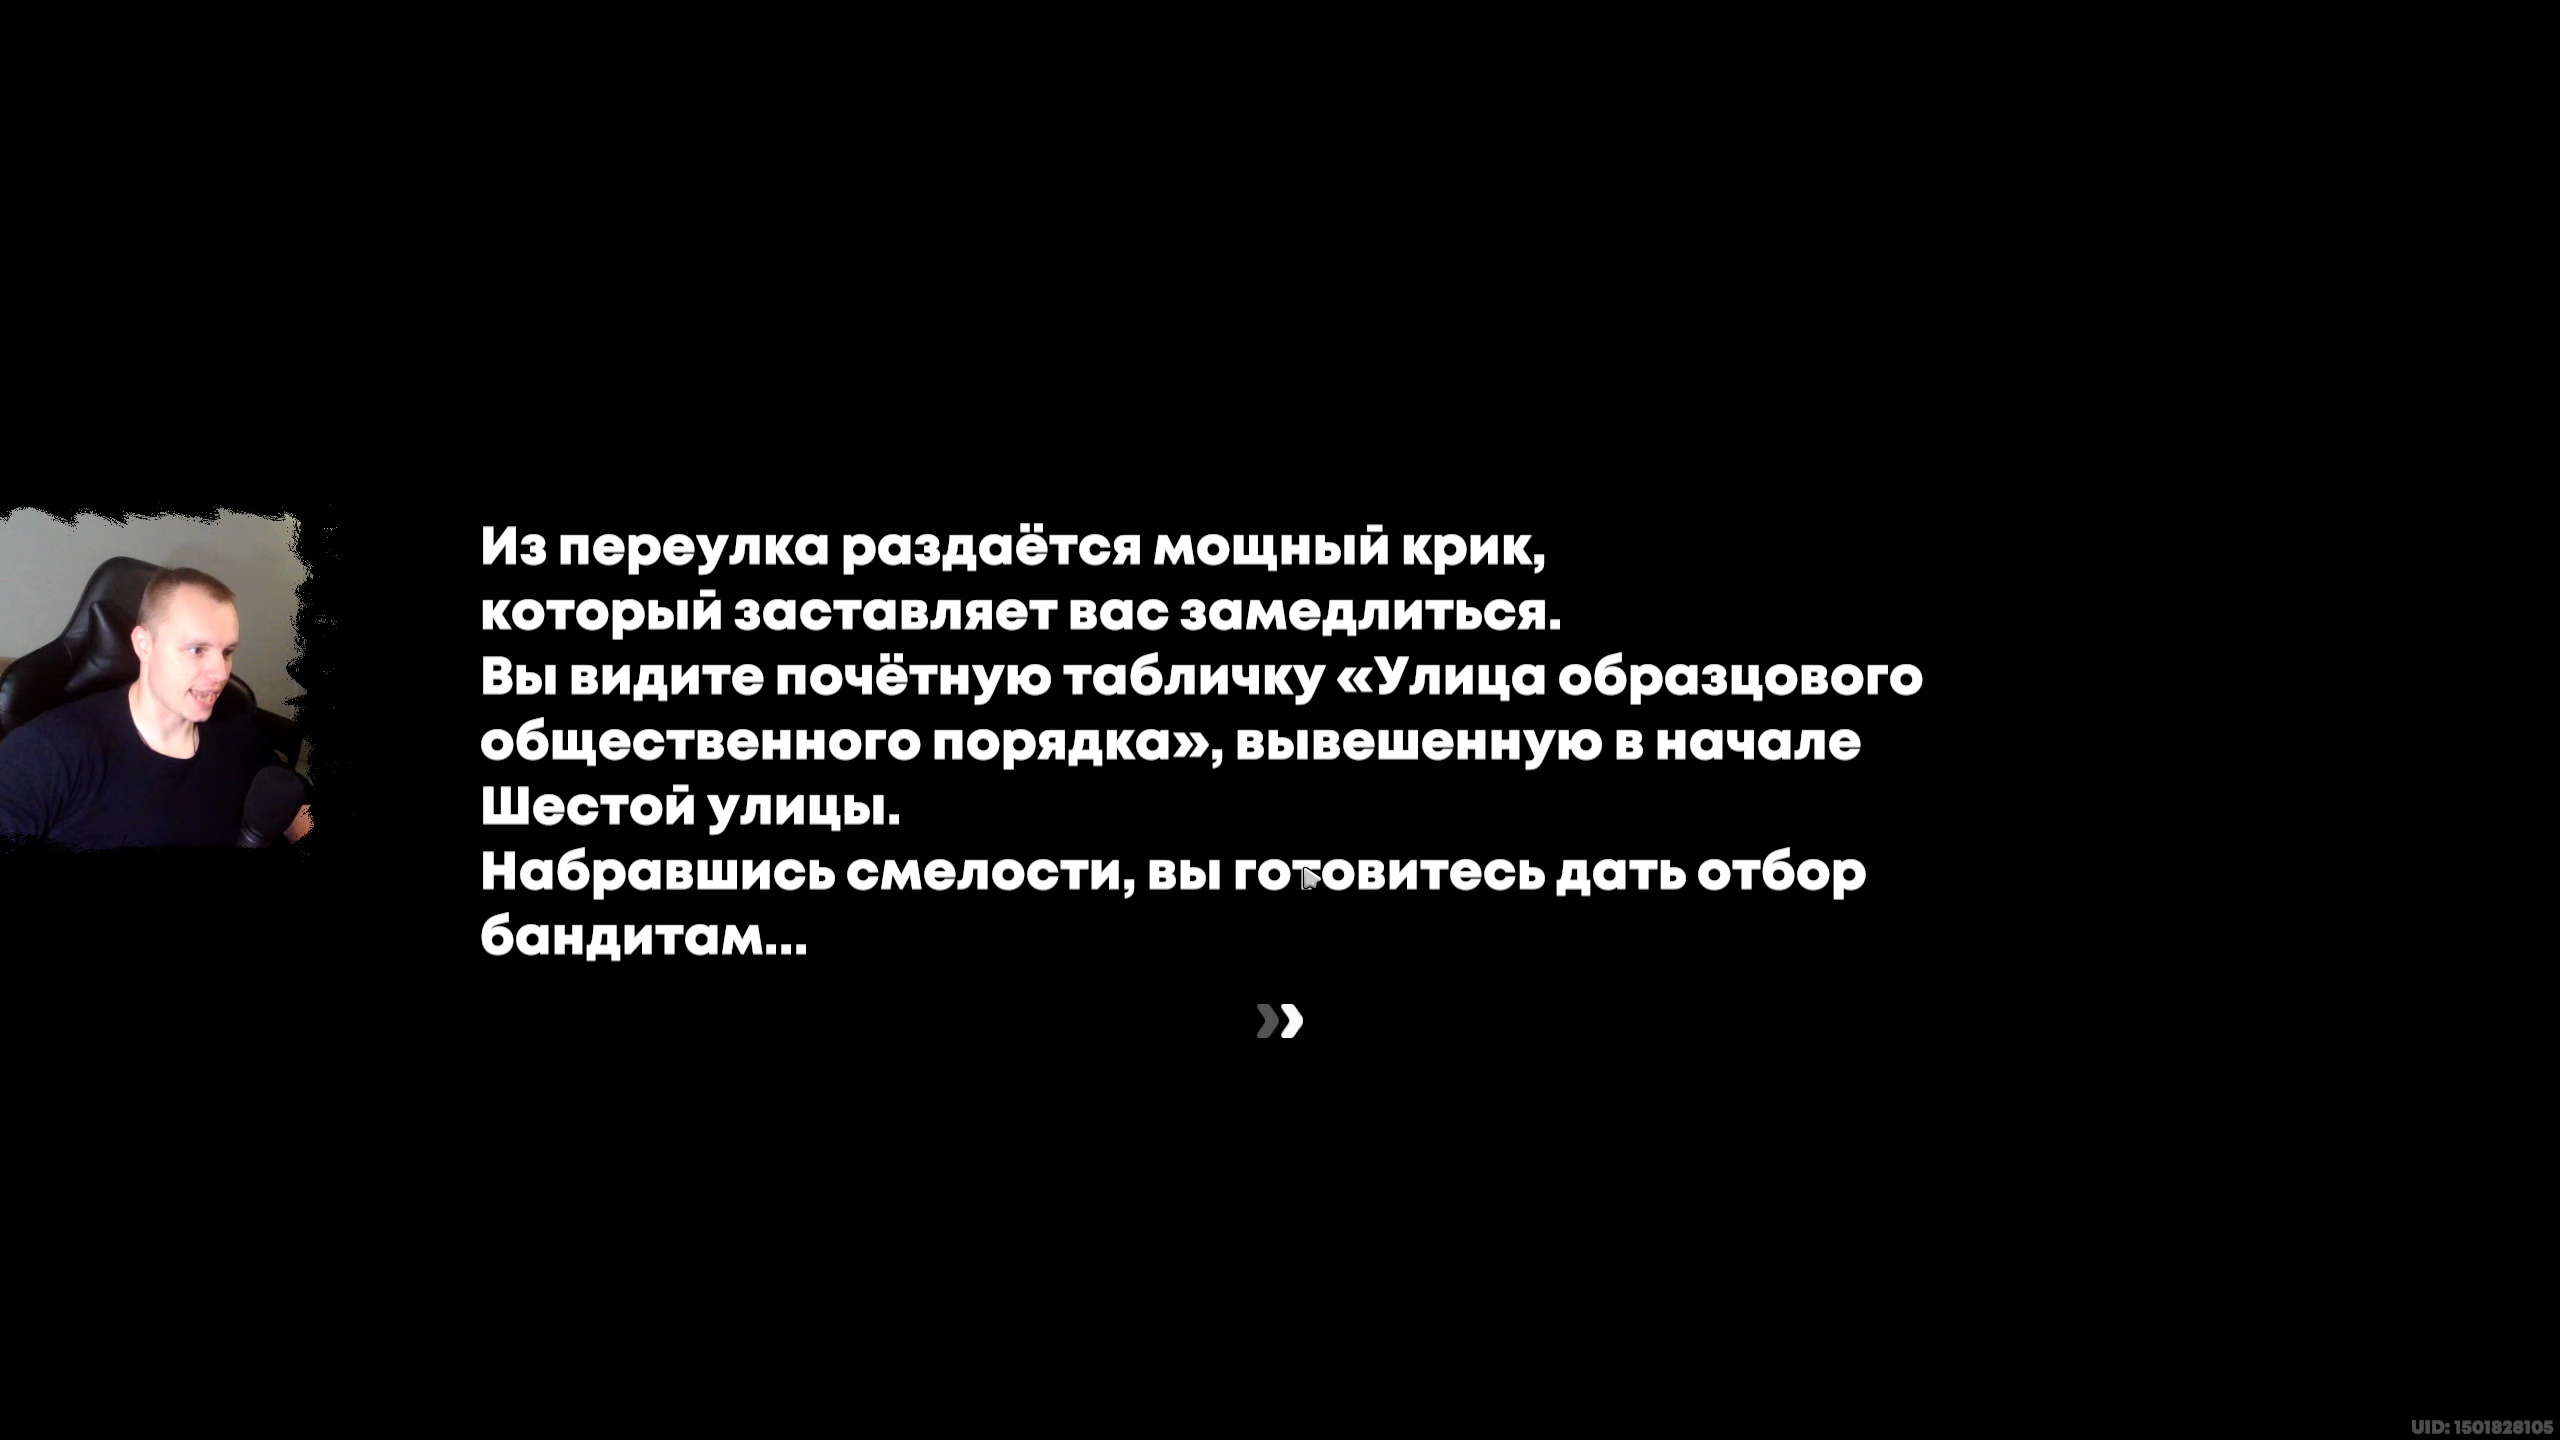 Из переулка раздаётся мощный крик,
который заставляет вас замедлиться.
Вы видите почётную табличку «Улица образцового
общественного порядка», вывешенную в начале
Шестой улицы.
Набравшись смелости, вы готовитесь дать отбор
бандитам...
UID: 1501828105